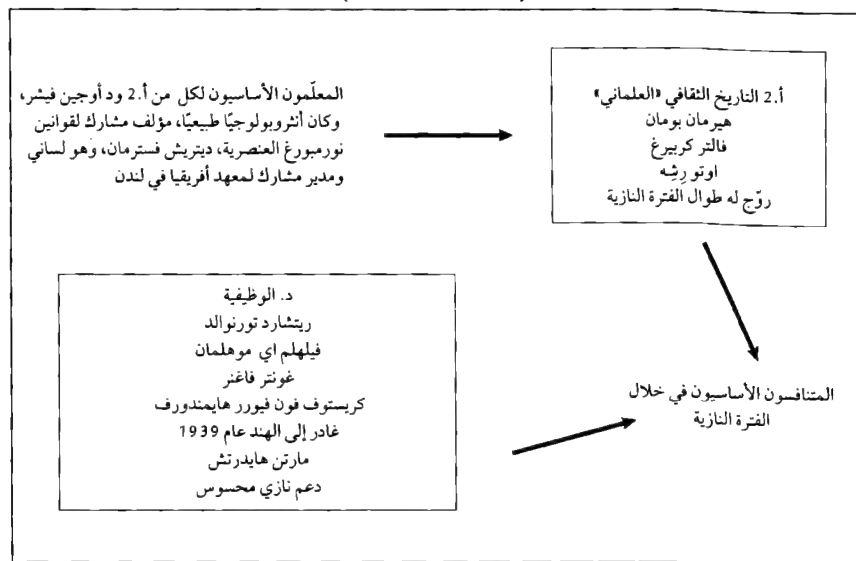 المعلّمون الأساسيون لكل من أ.2 ود أوجين فيشر،
وكان أنثروبولوجيًا طبيعيًا، مؤلف مشارك لقوانين
نورمبورغ العنصرية، ديتريش فسترمان، وهو لساني
ومدير مشارك لمعهد أفريقيا في لندن
أ.2 التاريخ الثقافي «العلماني»
هيرمان بومان
فالتر كربيرغ
اوتو رِشِه
روّج له طوال الفترة النازية
د. الوظيفية
ريتشارد تورنوالد
فيلهلم اي موهلمان
غونتر فاغنر
كريستوف فون فيورر هايمندورف
غادر إلى الهند عام 1939
مارتن هايدرتش
دعم نازي محسوس
المتنافسون الأساسيون في خلال
الفترة النازية